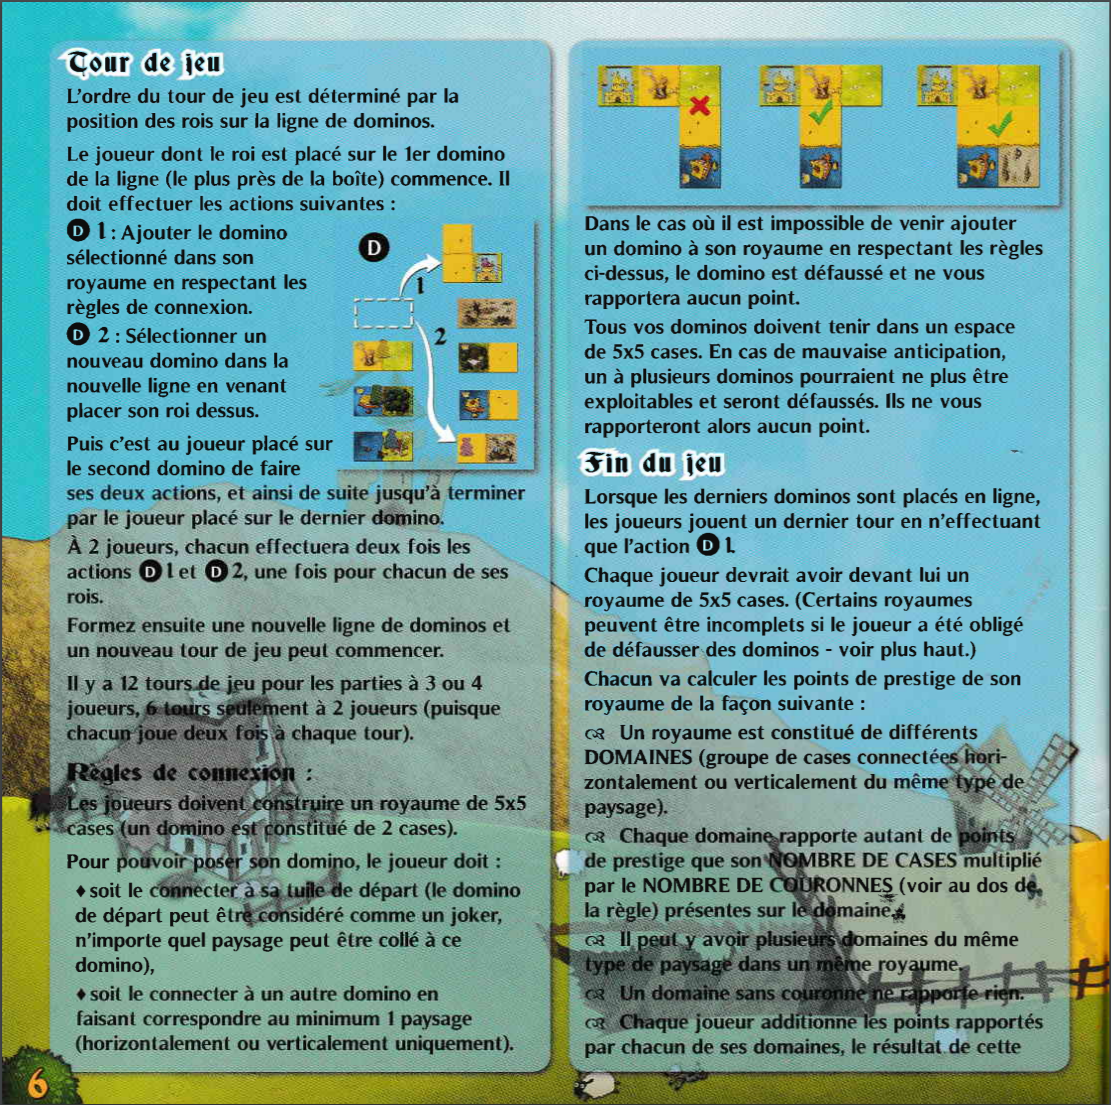 Tour de jeu
L'ordre du tour de jeu est déterminé par la
position des rois sur la ligne de dominos.
Le joueur dont le roi est placé sur le 1er domino
de la ligne (le plus près de la boîte) commence. Il
doit effectuer les actions suivantes :
D 1 : Ajouter le domino
sélectionné dans son
royaume en respectant les
règles de connexion.
D 2 : Sélectionner un
nouveau domino dans la
nouvelle ligne en venant
placer son roi dessus.
D
1
2
Puis c'est au joueur placé sur
le second domino de faire
ses deux actions, et ainsi de suite jusqu'à terminer
par le joueur placé sur le dernier domino.
À 2 joueurs, chacun effectuera deux fois les
actions D 1 et D 2, une fois pour chacun de ses
rois.
Formez ensuite une nouvelle ligne de dominos et
un nouveau tour de jeu peut commencer.
Il y a 12 tours de jeu pour les parties à 3 ou 4
joueurs, 6 tours seulement à 2 joueurs (puisque
chacun joue deux fois à chaque tour).
Règles de connexion :
Les joueurs doivent construire un royaume de 5x5
cases (un domino est constitué de 2 cases).
Pour pouvoir poser son domino, le joueur doit :
♦ soit le connecter à sa tuile de départ (le domino
de départ peut être considéré comme un joker,
n'importe quel paysage peut être collé à ce
domino),
♦ soit le connecter à un autre domino en
faisant correspondre au minimum 1 paysage
(horizontalement ou verticalement uniquement).
6
Dans le cas où il est impossible de venir ajouter
un domino à son royaume en respectant les règles
ci-dessus, le domino est défaussé et ne vous
rapportera aucun point.
Tous vos dominos doivent tenir dans un espace
de 5x5 cases. En cas de mauvaise anticipation,
un à plusieurs dominos pourraient ne plus être
exploitables et seront défaussés. Ils ne vous
rapporteront alors aucun point.
Fin du jeu
Lorsque les derniers dominos sont placés en ligne,
les joueurs jouent un dernier tour en n'effectuant
que l'action D 1.
Chaque joueur devrait avoir devant lui un
royaume de 5x5 cases. (Certains royaumes
peuvent être incomplets si le joueur a été obligé
de défausser des dominos - voir plus haut.)
Chacun va calculer les points de prestige de son
royaume de la façon suivante :
Un royaume est constitué de différents
DOMAINES (groupe de cases connectées hori-
zontalement ou verticalement du même type de
paysage).
Chaque domaine rapporte autant de points
de prestige que son NOMBRE DE CASES multiplié
par le NOMBRE DE COURONNES (voir au dos de
la règle) présentes sur le domaine.
Il peut y avoir plusieurs domaines du même
type de paysage dans un même royaume.
Un domaine sans couronne ne rapporte rien.
Chaque joueur additionne les points rapportés
par chacun de ses domaines, le résultat de cette